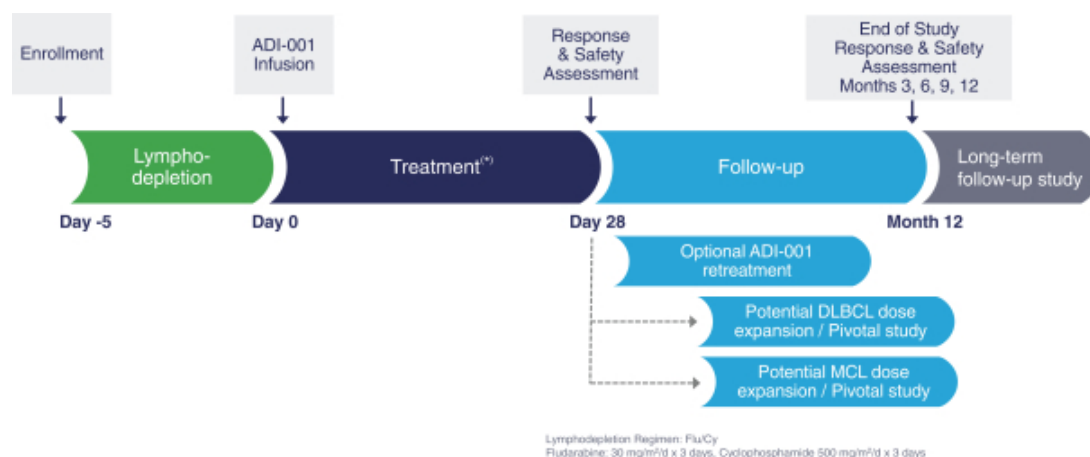 Enrollment
ADI-001
Infusion
Response
& Safety
Assessment
End of Study
Response & Safety
Assessment
Months 3, 6, 9, 12
Lympho-
depletion
Treatment(*)
Follow-up
Long-term
follow-up study
Day -5
Day 0
Day 28
Month 12
Optional ADI-001
retreatment
Potential DLBCL dose
expansion / Pivotal study
Potential MCL dose
expansion / Pivotal study
Lymphodepletion Regimen: Flu/Cy
Fludarabine: 30 mg/m²/d x 3 days, Cyclophosphamide 500 mg/m²/d x 3 days